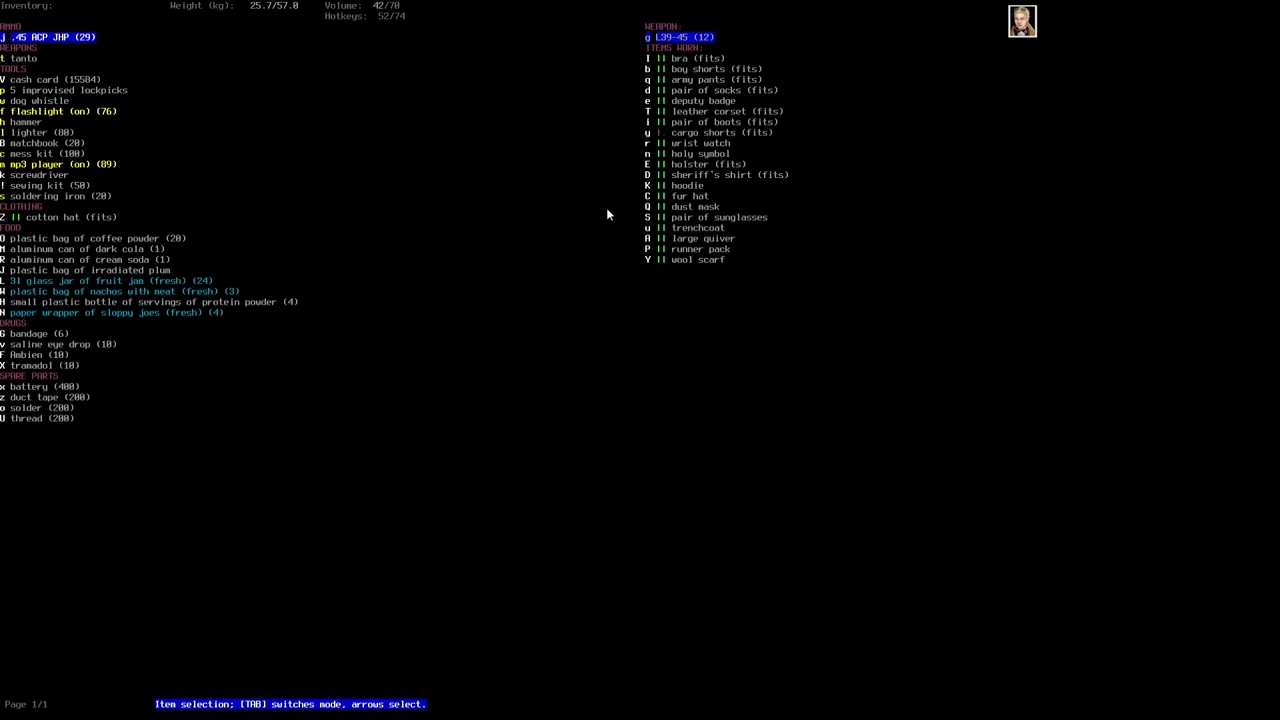 Inventory: Weight (kg): 25.7/57.0 Volume: 42/70
Hotkeys: 52/74
AMMO
j .45 ACP JHP (29)
WEAPONS
t tanto
TOOLS
V cash card (15584)
p 5 improvised lockpicks
w dog whistle
f flashlight (on) (76)
h hammer
l lighter (80)
B matchbook (20)
c mess kit (100)
m mp3 player (on) (89)
k screwdriver
! sewing kit (50)
s soldering iron (20)
CLOTHING
Z || cotton hat (fits)
FOOD
O plastic bag of coffee powder (20)
M aluminum can of dark cola (1)
R aluminum can of cream soda (1)
J plastic bag of irradiated plum
L 3l glass jar of fruit jam (fresh) (24)
W plastic bag of nachos with meat (fresh) (3)
H small plastic bottle of servings of protein powder (4)
N paper wrapper of sloppy joes (fresh) (4)
DRUGS
G bandage (6)
v saline eye drop (10)
F Ambien (10)
X tramadol (10)
SPARE PARTS
x battery (400)
z duct tape (200)
o solder (200)
U thread (200)
WEAPON:
g L39-45 (12)
ITEMS WORN:
I || bra (fits)
b || boy shorts (fits)
q || army pants (fits)
d || pair of socks (fits)
e || deputy badge
T || leather corset (fits)
i || pair of boots (fits)
y |. cargo shorts (fits)
r || wrist watch
n || holy symbol
E || holster (fits)
D || sheriff's shirt (fits)
K || hoodie
C || fur hat
Q || dust mask
S || pair of sunglasses
u || trenchcoat
A || large quiver
P || runner pack
Y || wool scarf
Page 1/1 Item selection; [TAB] switches mode, arrows select.